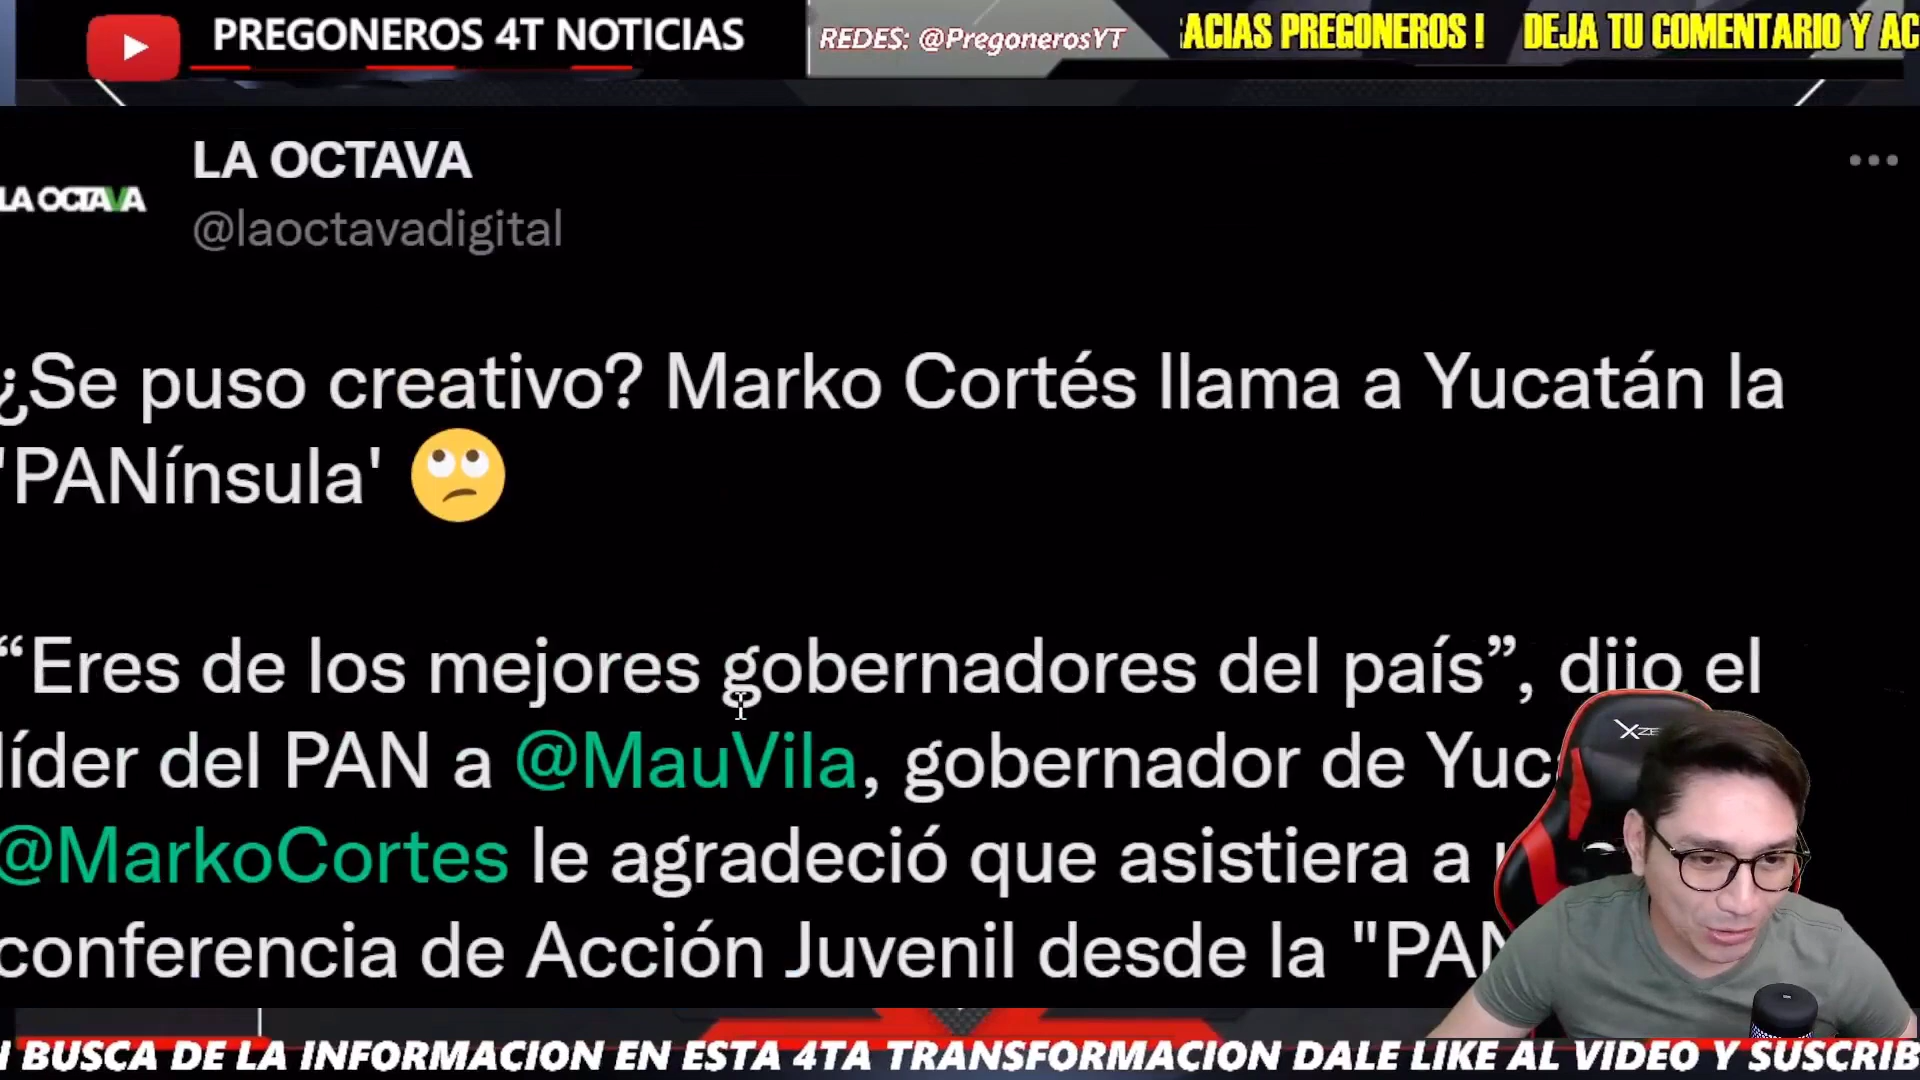 PREGONEROS 4T NOTICIAS
REDES: @PregonerosYT
ACIAS PREGONEROS ! DEJA TU COMENTARIO Y AC
LA OCTAVA
LA OCTAVA
@laoctavadigital
¿Se puso creativo? Marko Cortés llama a Yucatán la
'PANínsula' 🙄
“Eres de los mejores gobernadores del país”, dijo el
líder del PAN a @MauVila, gobernador de Yuc
@MarkoCortes le agradeció que asistiera a
conferencia de Acción Juvenil desde la "PAN
N BUSCA DE LA INFORMACION EN ESTA 4TA TRANSFORMACION DALE LIKE AL VIDEO Y SUSCRIB